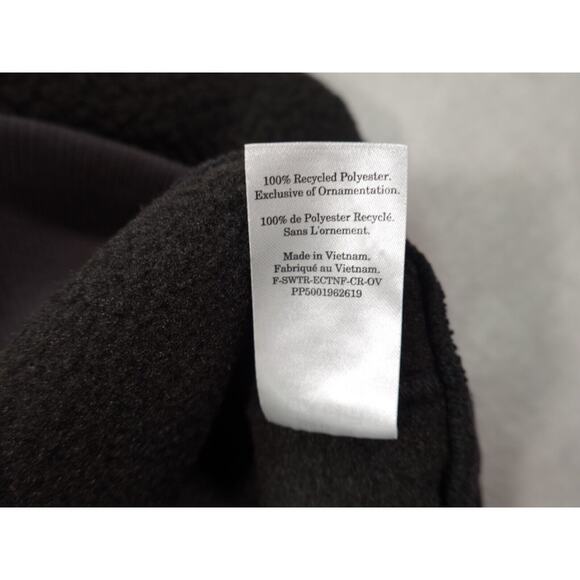 100% Recycled Polyester.
Exclusive of Ornamentation.
100% de Polyester Recyclé.
Sans L'ornement.
Made in Vietnam.
Fabriqué au Vietnam.
F-SWTR-ECTNF-CR-OV
PP5001962619